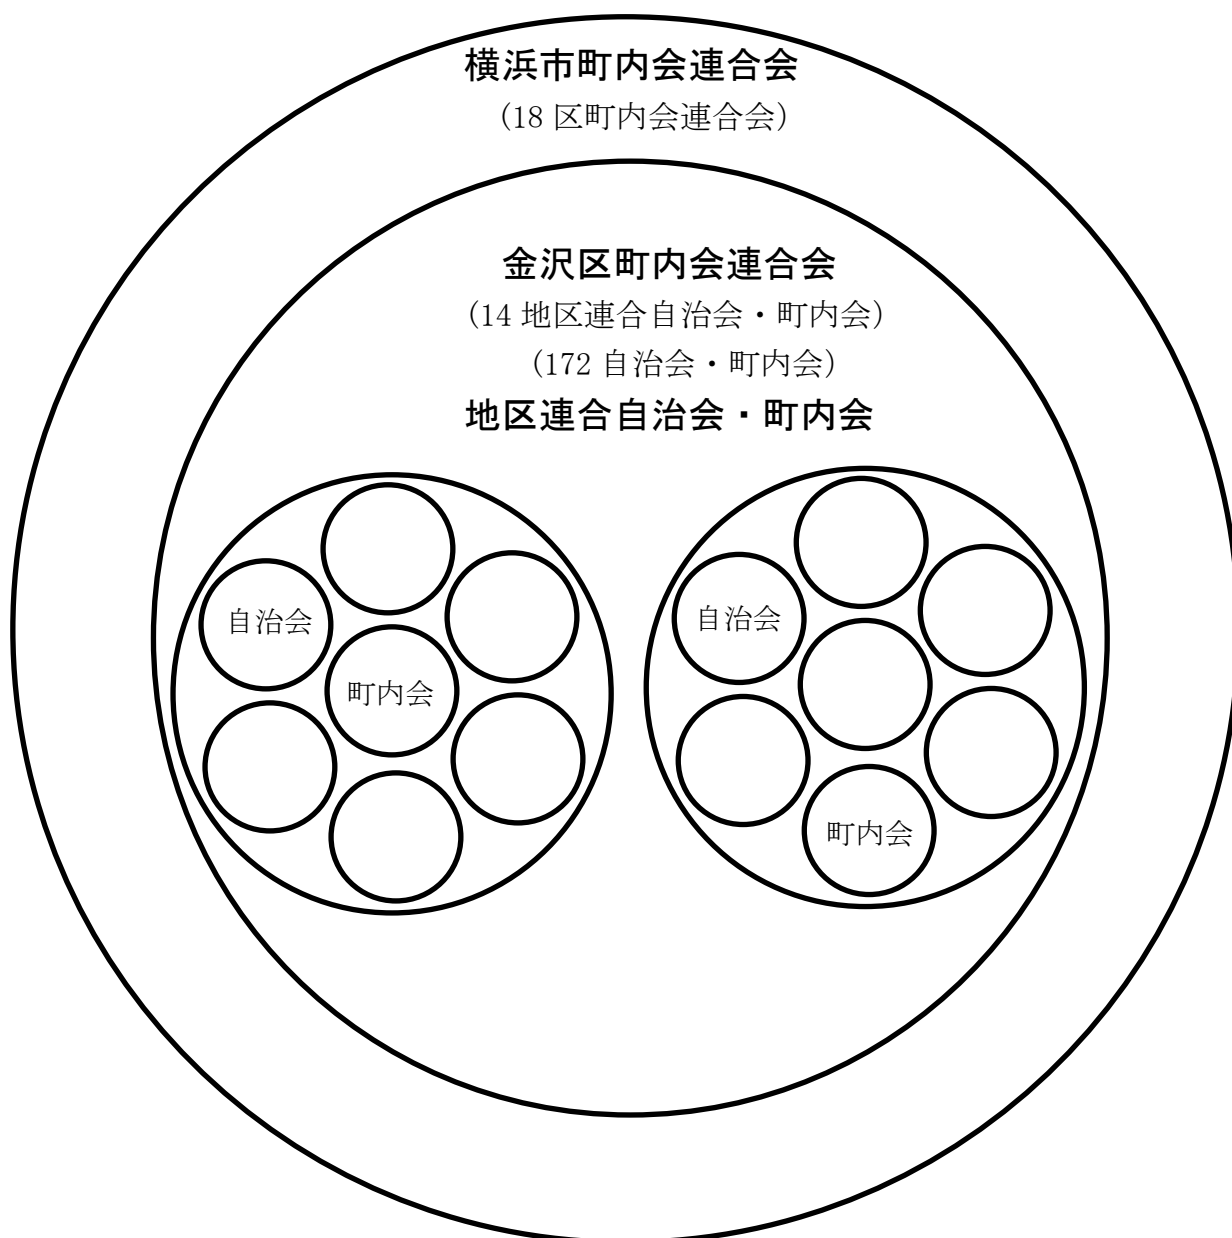 横浜市町内会連合会
(18 区町内会連合会)
金沢区町内会連合会
(14 地区連合自治会・町内会)
(172 自治会・町内会)
地区連合自治会・町内会
自治会
町内会
自治会
町内会